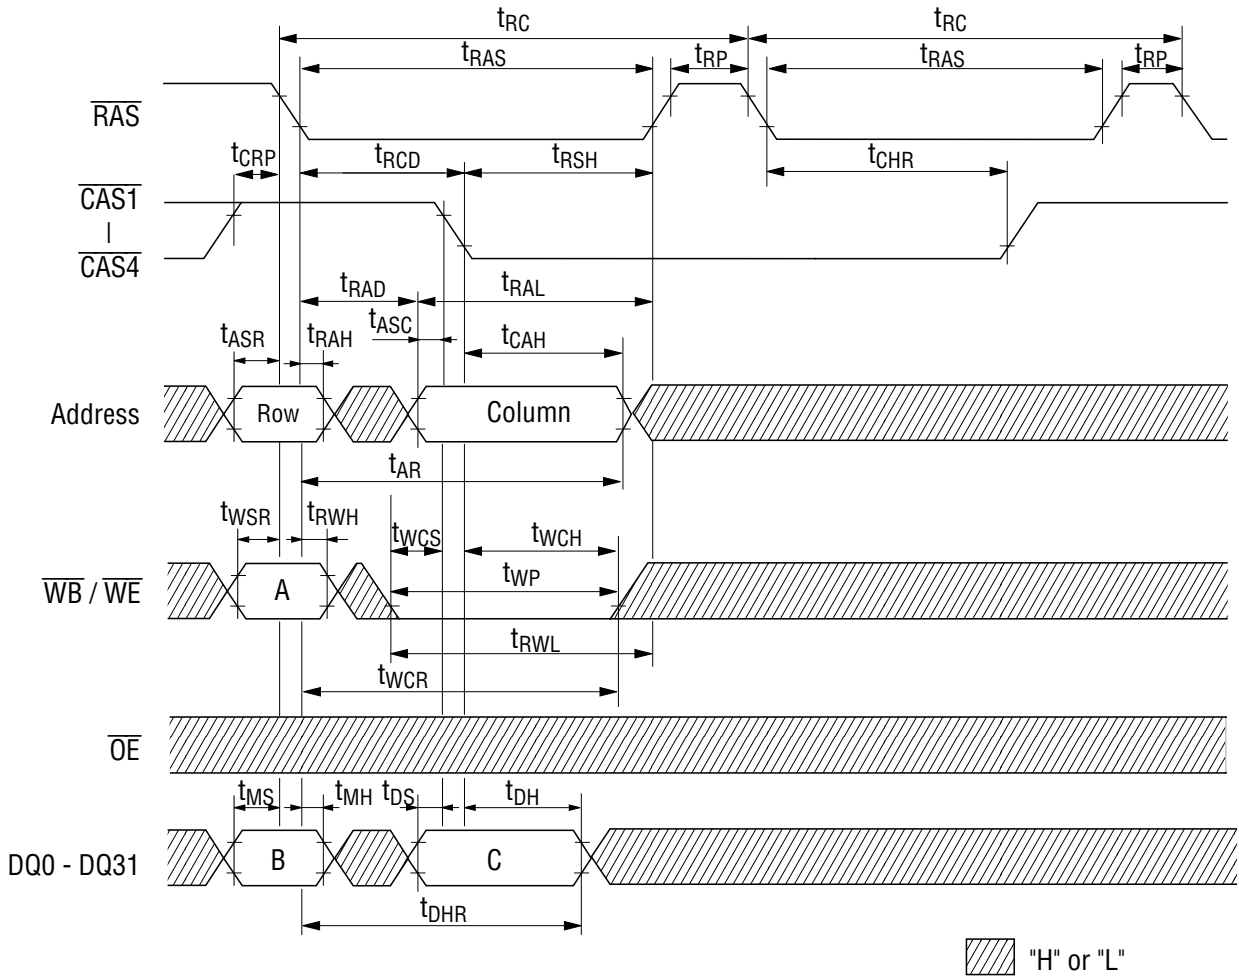 tRC tRC
tRAS tRP tRAS tRP
RAS
tCRP tRCD tRSH tCHR
CAS1
|
CAS4
tRAD tRAL
tASC
tASR tRAH tCAH
Address Row Column
tAR
tWSR tRWH tWCS tWCH
tWP
WB / WE A
tRWL
tWCR
OE
tMS tMH tDS tDH
DQ0 - DQ31 B C
tDHR
"H" or "L"